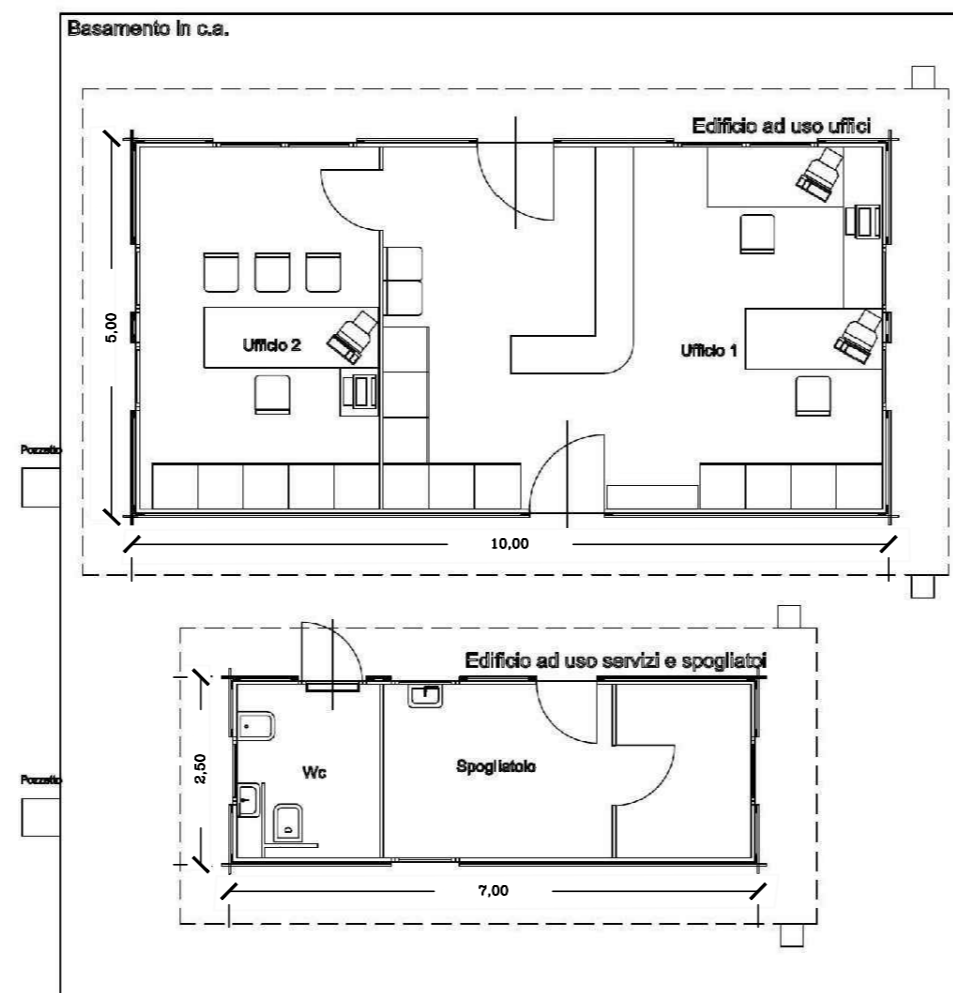 Basamento in c.a.
Edificio ad uso uffici
5,00
Ufficio 2
Ufficio 1
Pozzetto
10,00
Edificio ad uso servizi e spogliatoi
2,50
Wc
Spogliatoio
Pozzetto
7,00